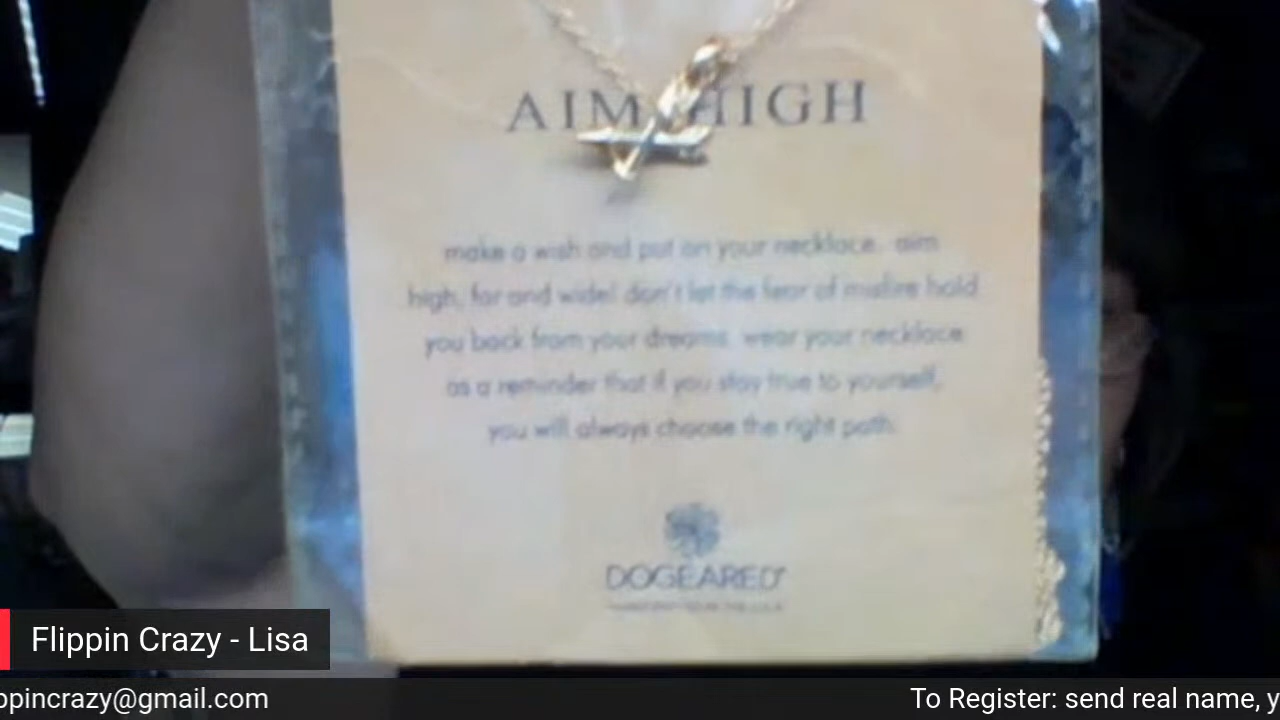 AIM HIGH
make a wish and put on your necklace. aim
high, far and wide! don't let the fear of misfire hold
you back from your dreams. wear your necklace
as a reminder that if you stay true to yourself,
you will always choose the right path.
DOGEARED
Flippin Crazy - Lisa
ppincrazy@gmail.com
To Register: send real name, y